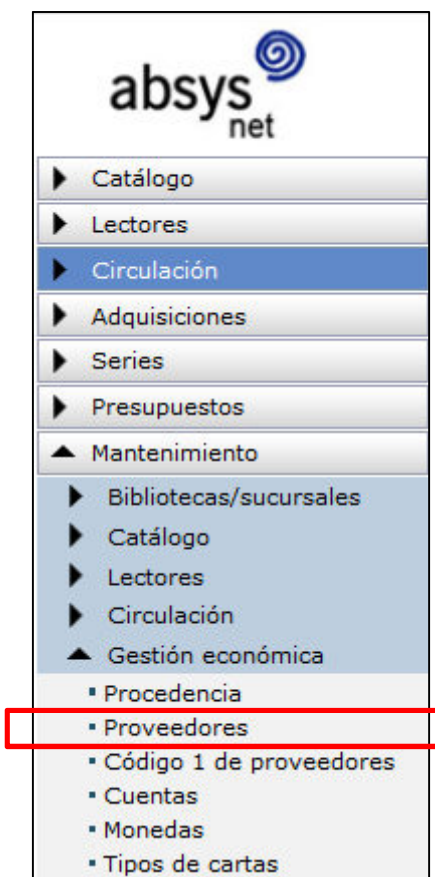 absys
net
Catálogo
Lectores
Circulación
Adquisiciones
Series
Presupuestos
Mantenimiento
Bibliotecas/sucursales
Catálogo
Lectores
Circulación
Gestión económica
Procedencia
Proveedores
Código 1 de proveedores
Cuentas
Monedas
Tipos de cartas